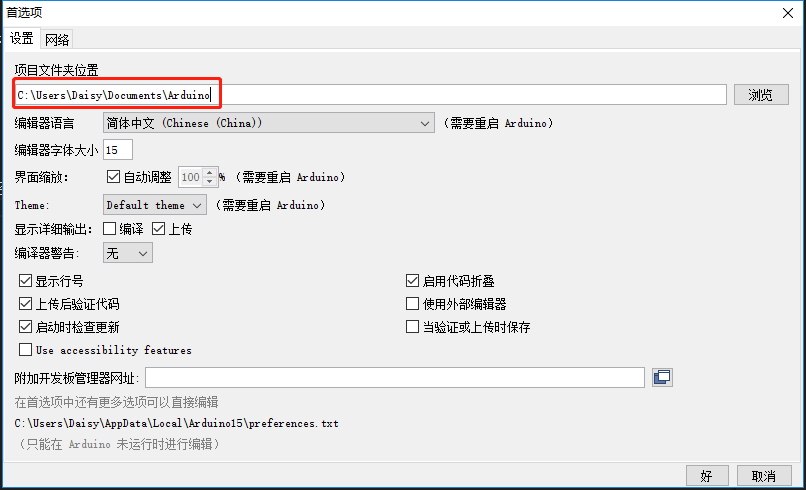 首选项
设置 网络
项目文件夹位置
C:\Users\Daisy\Documents\Arduino 浏览
编辑器语言 简体中文 (Chinese (China)) (需要重启 Arduino)
编辑器字体大小 15
界面缩放: 自动调整 100 % (需要重启 Arduino)
Theme: Default theme (需要重启 Arduino)
显示详细输出: 编译 上传
编译器警告: 无
显示行号 启用代码折叠
上传后验证代码 使用外部编辑器
启动时检查更新 当验证或上传时保存
Use accessibility features
附加开发板管理器网址:
在首选项中还有更多选项可以直接编辑
C:\Users\Daisy\AppData\Local\Arduino15\preferences.txt
(只能在 Arduino 未运行时进行编辑)
好 取消